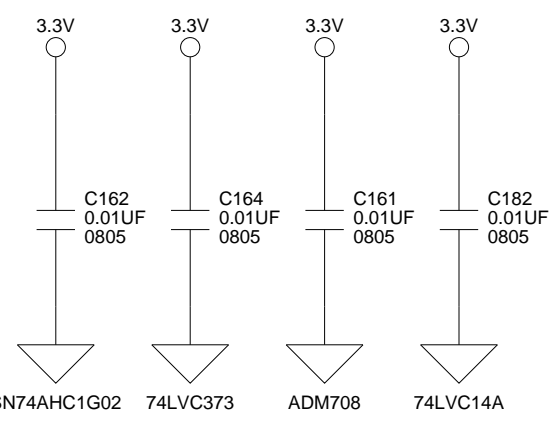 3.3V 3.3V 3.3V 3.3V
C162 C164 C161 C182
0.01UF 0.01UF 0.01UF 0.01UF
0805 0805 0805 0805
SN74AHC1G02 74LVC373 ADM708 74LVC14A